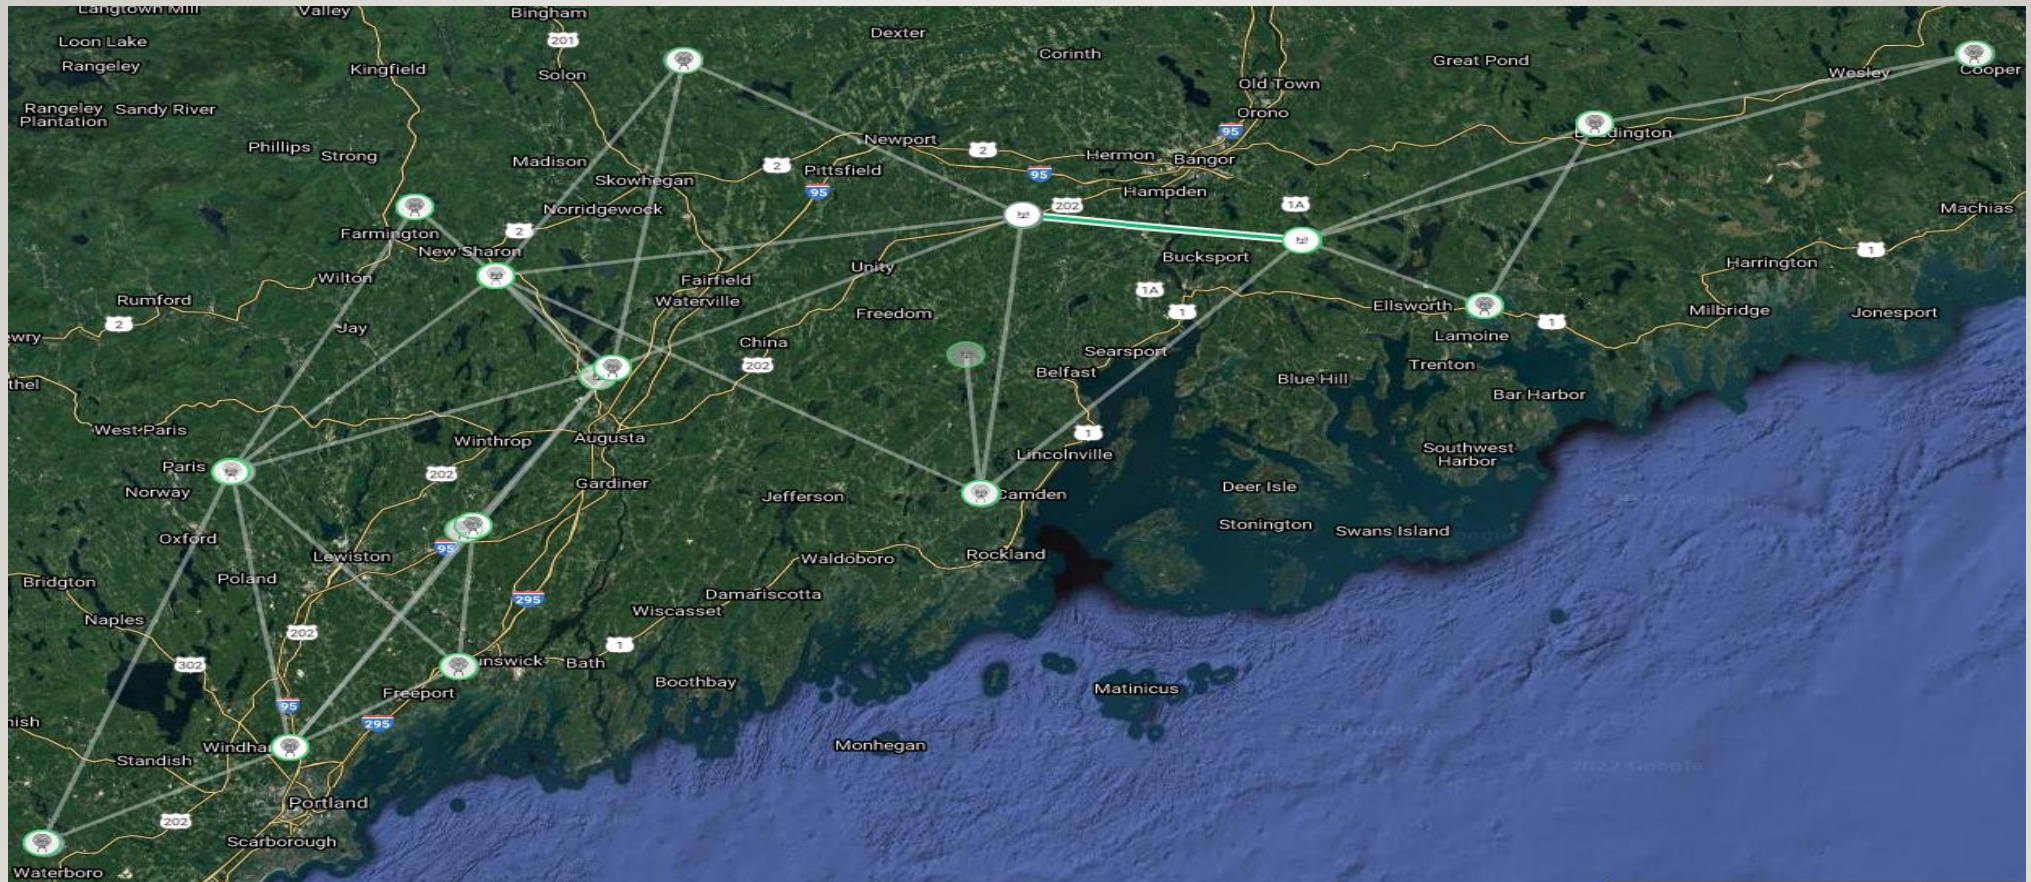 Langtown Mill
Valley
Bingham
201
Dexter
Loon Lake
Corinth
Rangeley
Kingfield
Solon
Great Pond
Wesley
Cooper
Old Town
Rangeley
Plantation
Sandy River
Orono
95
Phillips
Strong
Madison
2
Newport
2
Hermon
Bangor
Skowhegan
Pittsfield
95
95
Hampden
Norridgewock
202
1A
Machias
Farmington
2
New Sharon
1
Wilton
Fairfield
Unity
Bucksport
Harrington
Rumford
Waterville
1A
Ellsworth
Milbridge
Jonesport
2
Jay
Freedom
1
1
Lamoine
China
202
Searsport
Belfast
Trenton
Blue Hill
Bar Harbor
West Paris
Winthrop
Augusta
1
Southwest
Harbor
Paris
202
Lincolnville
Norway
Gardiner
Jefferson
Camden
Deer Isle
Stonington
Swans Island
Oxford
95
Lewiston
Waldoboro
Rockland
Bridgton
Poland
295
Damariscotta
Wiscasset
Naples
202
1
302
Bath
Freeport
Boothbay
Matinicus
95
295
Windha
Monhegan
Standish
© 2022 Google
Portland
202
Scarborough
Waterboro